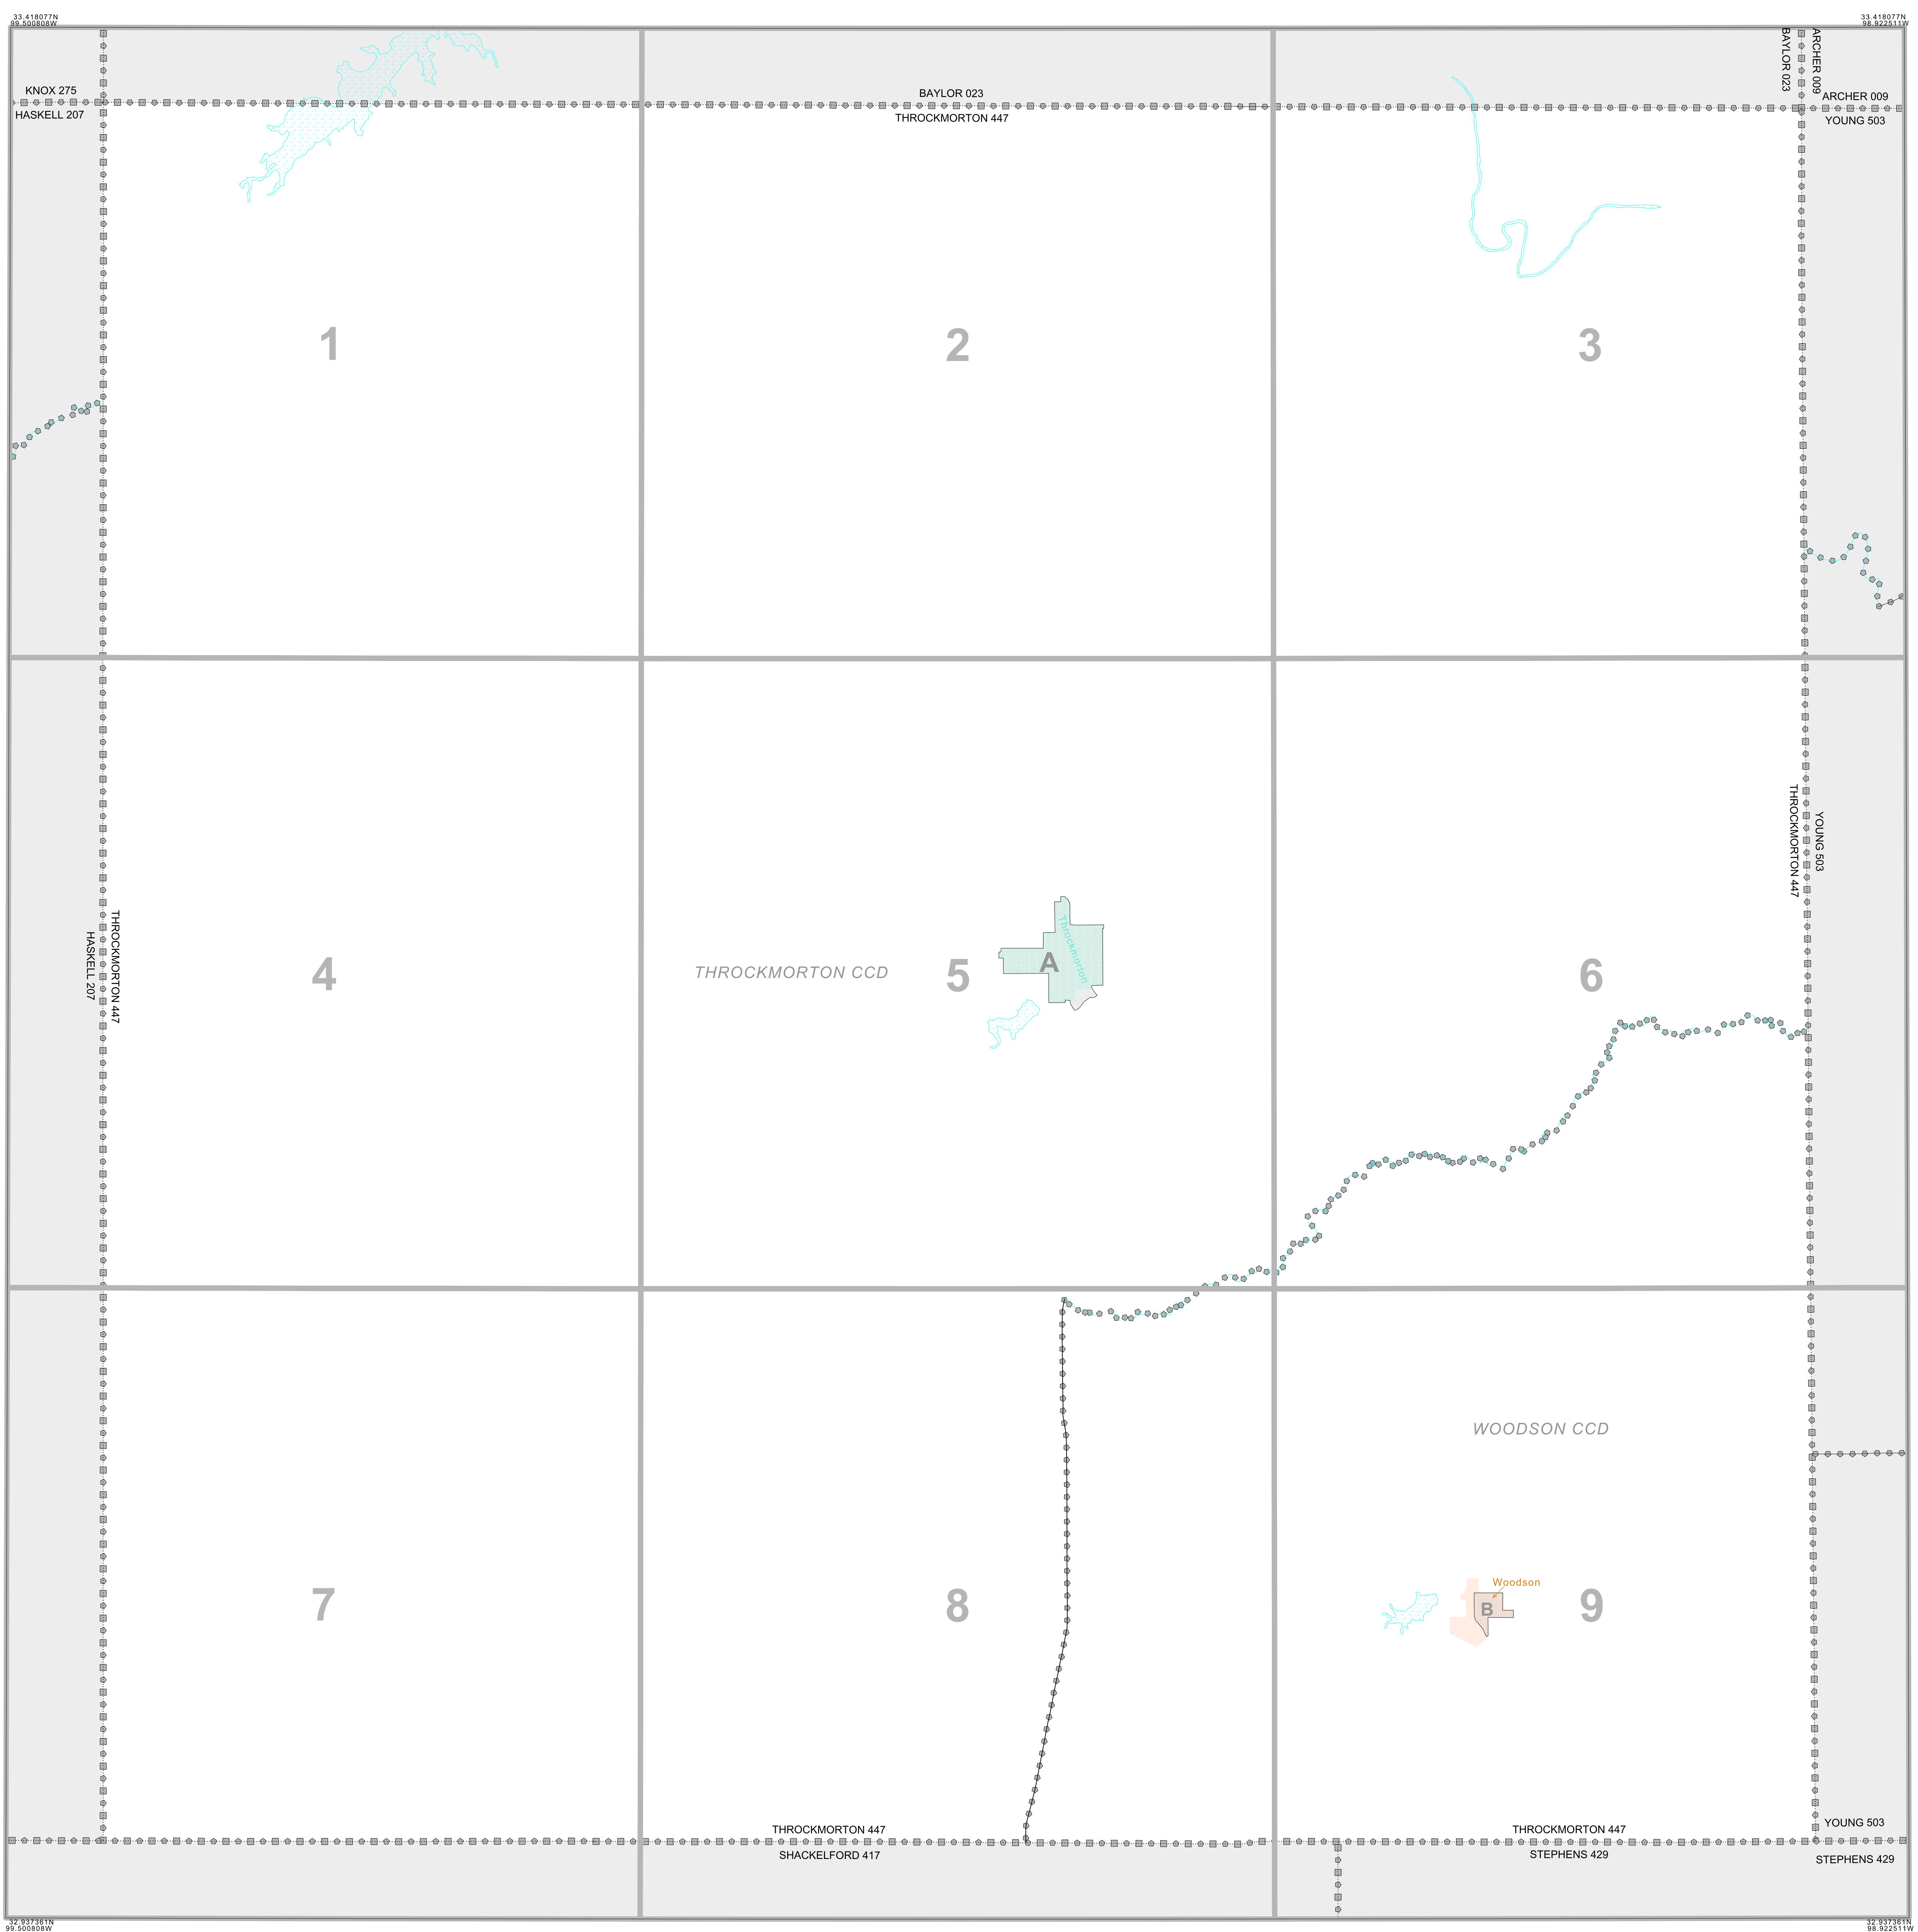 33.418077N
99.500808W
33.418077N
98.922511W
BAYLOR 023
ARCHER 009
KNOX 275
HASKELL 207
BAYLOR 023
THROCKMORTON 447
ARCHER 009
YOUNG 503
1
2
3
THROCKMORTON 447
YOUNG 503
HASKELL 207
THROCKMORTON 447
4
THROCKMORTON CCD
5
A
Throckmorton
6
WOODSON CCD
7
8
Woodson
B
9
THROCKMORTON 447
SHACKELFORD 417
THROCKMORTON 447
STEPHENS 429
YOUNG 503
STEPHENS 429
32.937361N
99.500808W
32.937361N
98.922511W